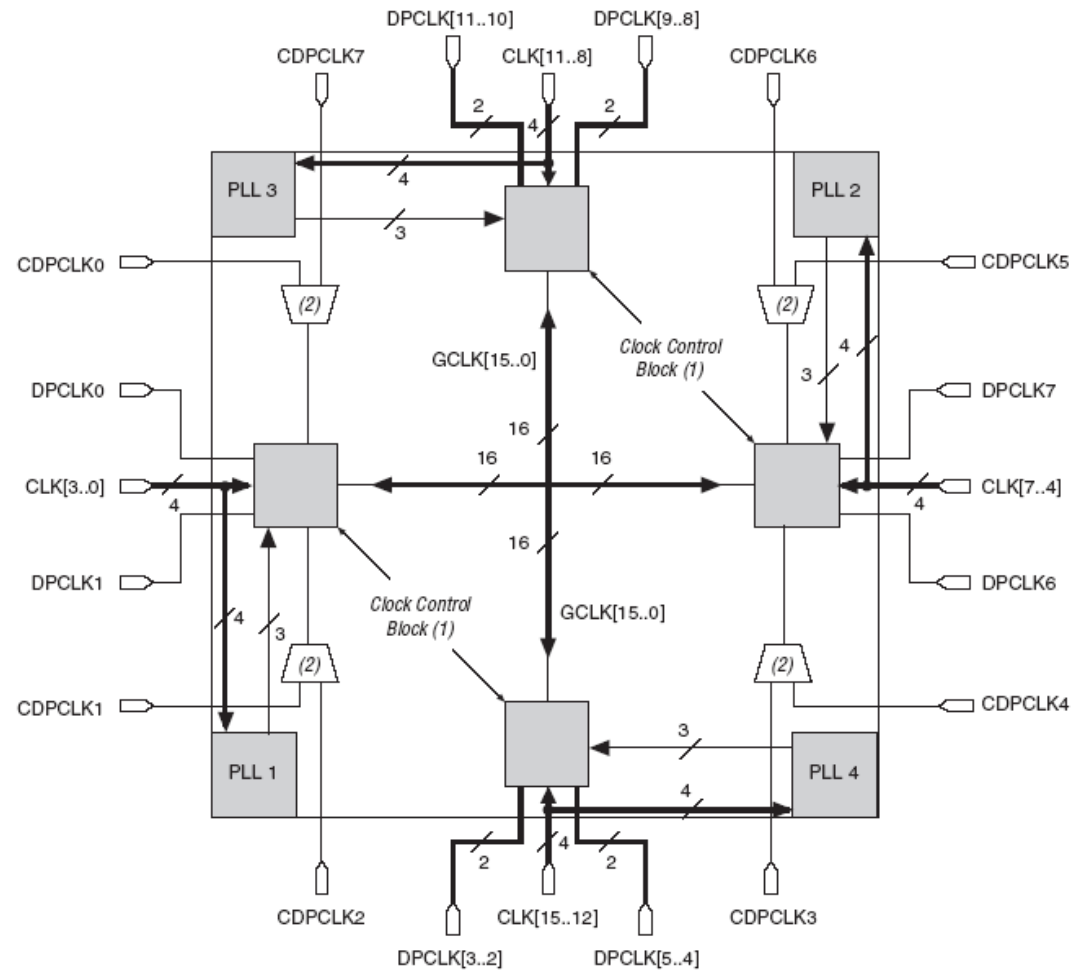 DPCLK[11..10]
DPCLK[9..8]
CDPCLK7
CLK[11..8]
CDPCLK6
2
4
2
PLL 3
4
PLL 2
3
CDPCLK0
CDPCLK5
(2)
(2)
GCLK[15..0]
Clock Control
Block (1)
4
3
DPCLK0
DPCLK7
16
16
16
CLK[3..0]
4
CLK[7..4]
4
16
DPCLK1
DPCLK6
Clock Control
Block (1)
GCLK[15..0]
4
3
(2)
(2)
CDPCLK1
CDPCLK4
3
PLL 1
PLL 4
4
2
4
2
CDPCLK2
CLK[15..12]
CDPCLK3
DPCLK[3..2]
DPCLK[5..4]